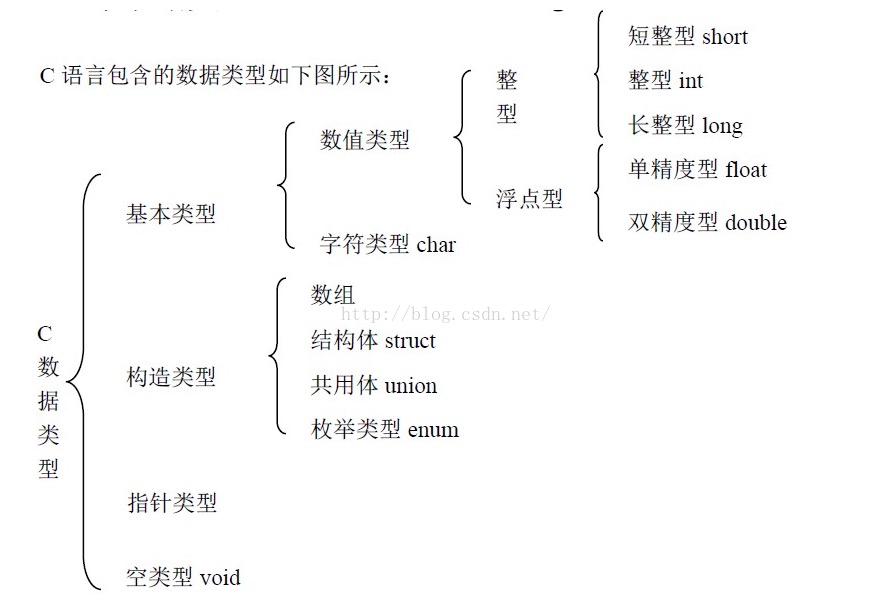 C 语言包含的数据类型如下图所示：
C
数
据
类
型
基本类型
数值类型
整
型
短整型 short
整型 int
长整型 long
浮点型
单精度型 float
双精度型 double
字符类型 char
构造类型
数组
结构体 struct
共用体 union
枚举类型 enum
指针类型
空类型 void
http://blog.csdn.net/